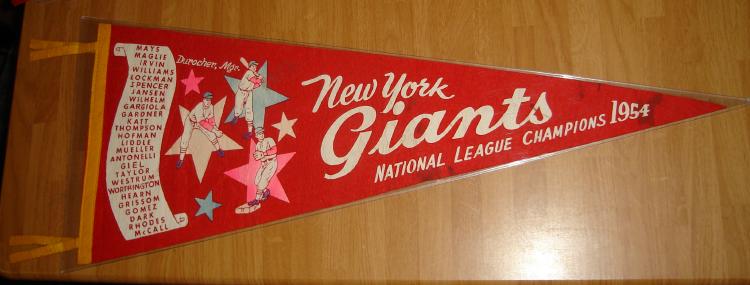 MAYS
MAGLIE
IRVIN
WILLIAMS
LOCKMAN
SPENCER
JANSEN
WILHELM
GARGIOLA
GARDNER
KATT
THOMPSON
HOFMAN
LIDDLE
MUELLER
ANTONELLI
GIEL
TAYLOR
WESTRUM
WORTHINGTON
HEARN
GRISSOM
GOMEZ
DARK
RHODES
McCALL
Durocher, Mgr.
New York
Giants
NATIONAL LEAGUE CHAMPIONS 1954